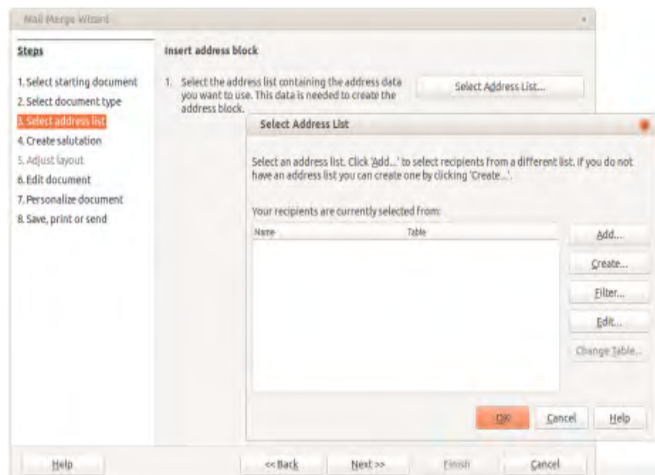 Mail Merge Wizard
Steps
1. Select starting document
2. Select document type
3. Select address list
4. Create salutation
5. Adjust layout
6. Edit document
7. Personalize document
8. Save, print or send
Insert address block
1. Select the address list containing the address data
you want to use. This data is needed to create the
address block.
Select Address List...
Select Address List
Select an address list. Click 'Add...' to select recipients from a different list. If you do not
have an address list you can create one by clicking 'Create...'.
Your recipients are currently selected from:
Name Table
Add...
Create...
Filter...
Edit...
Change Table...
OK Cancel Help
Help << Back Next >> Finish Cancel